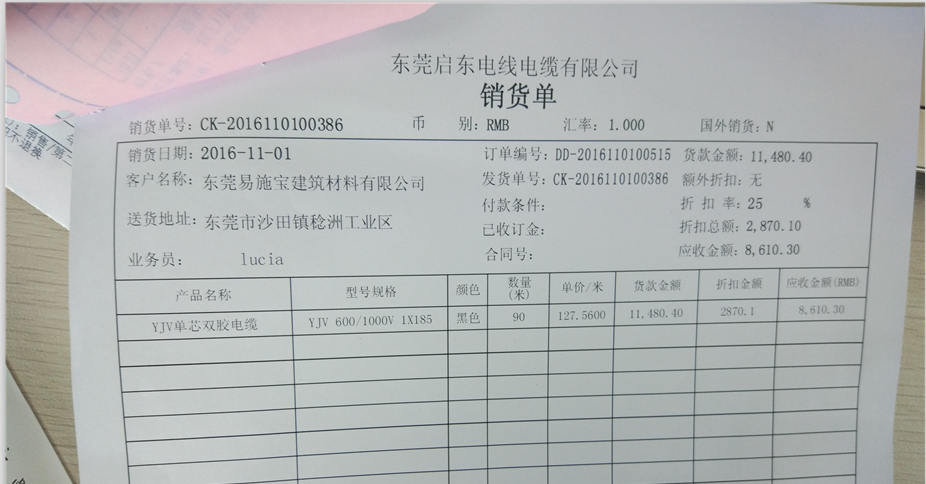 东莞启东电线电缆有限公司
销货单
销货单号: CK-2016110100386 币 别: RMB 汇率: 1.000 国外销货: N
销货日期: 2016-11-01 订单编号: DD-2016110100515 货款金额: 11,480.40
客户名称: 东莞易施宝建筑材料有限公司 发货单号: CK-2016110100386 额外折扣: 无
付款条件: 折 扣 率: 25 %
送货地址: 东莞市沙田镇稔洲工业区 已收订金: 折扣总额: 2,870.10
业务员: lucia 合同号: 应收金额: 8,610.30
产品名称 型号规格 颜色 数量(米) 单价/米 货款金额 折扣金额 应收金额(RMB)
YJV单芯双胶电缆 YJV 600/1000V 1X185 黑色 90 127.5600 11,480.40 2870.1 8,610.30
销售/第二
不退换